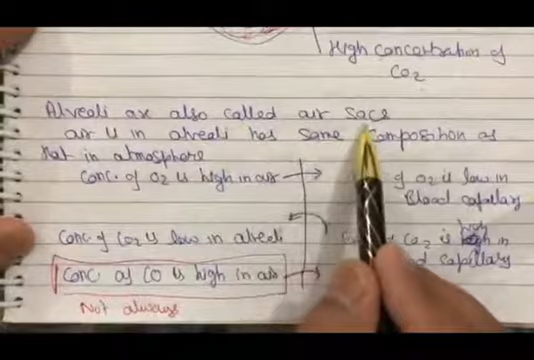 High concentration of
CO2
Alveoli are also called air sacs
air is in alveoli has same composition as
that in atmosphere
Conc. of O2 is high in air
of O2 is low in
Blood capillary
Conc of CO2 is low in alveoli
CO2 is high in
capillary
Conc of CO is high in air
Not always